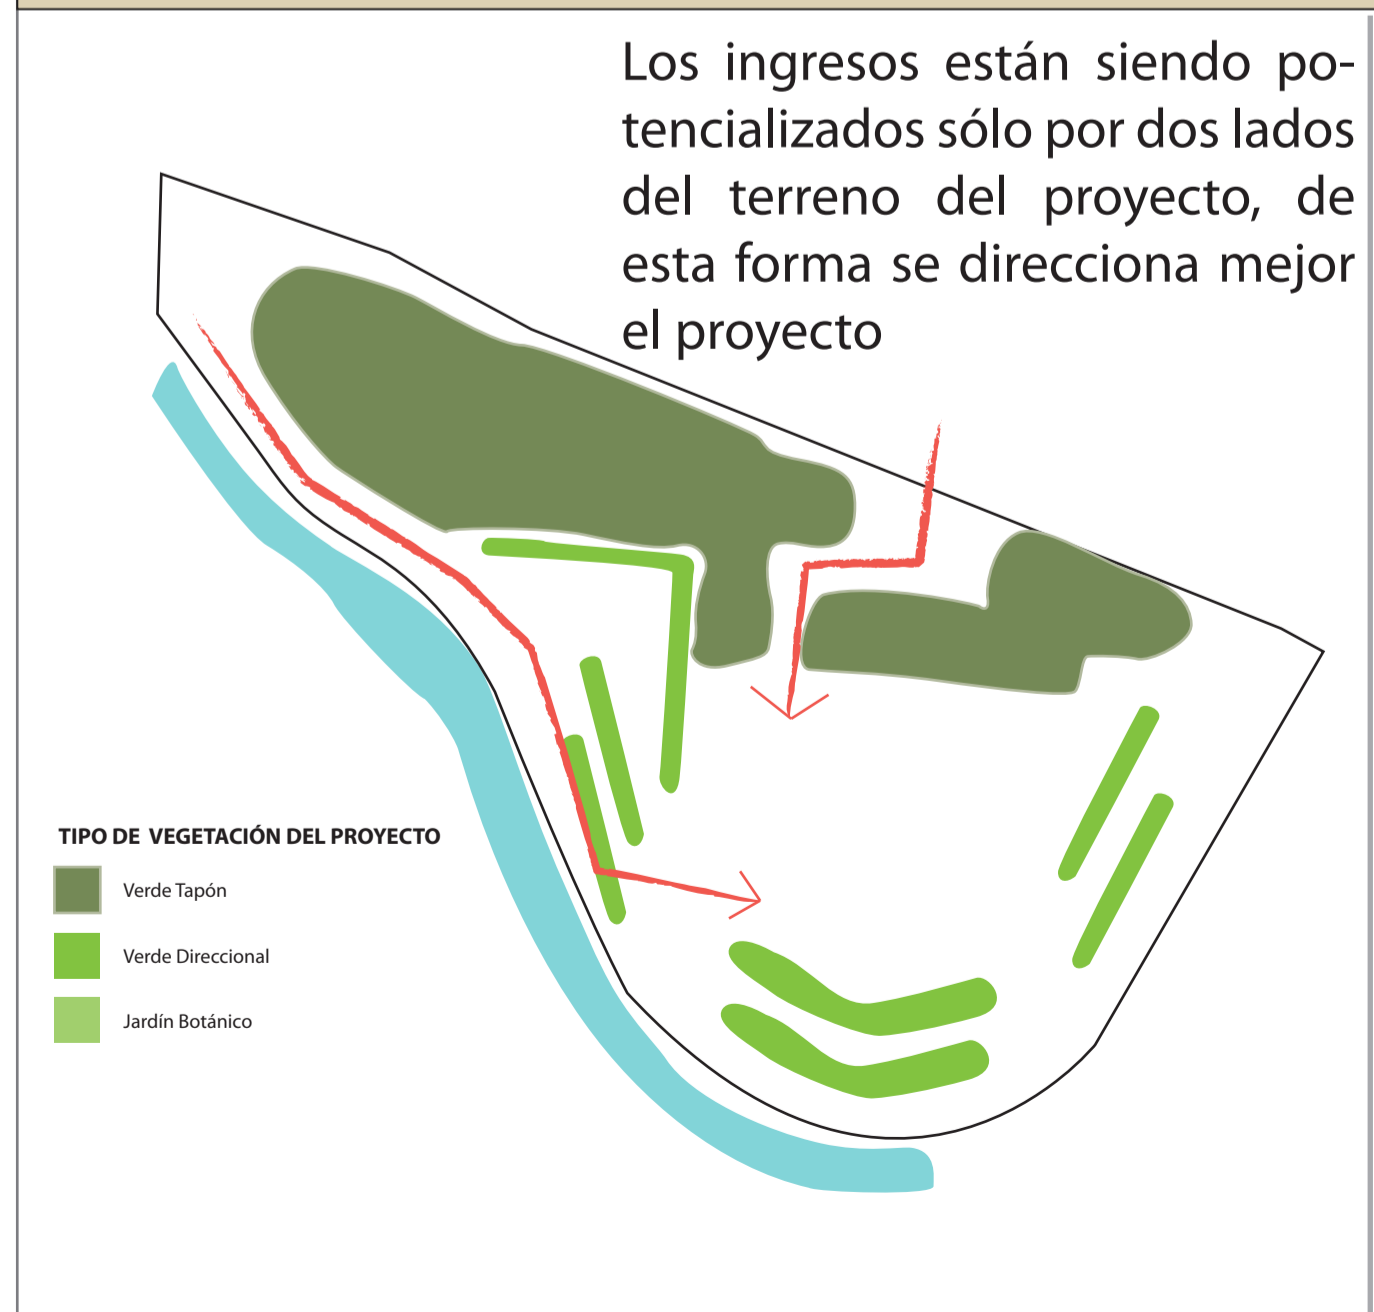 Los ingresos están siendo po-
tencializados sólo por dos lados
del terreno del proyecto, de
esta forma se direcciona mejor
el proyecto
TIPO DE VEGETACIÓN DEL PROYECTO
Verde Tapón
Verde Direccional
Jardín Botánico